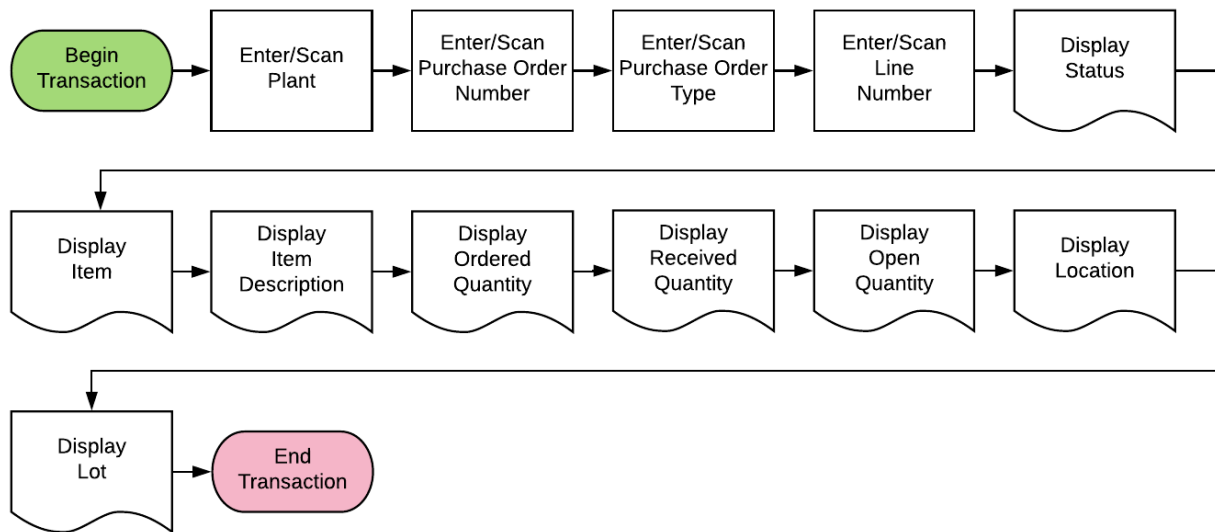 Begin
Transaction
Enter/Scan
Plant
Enter/Scan
Purchase Order
Number
Enter/Scan
Purchase Order
Type
Enter/Scan
Line
Number
Display
Status
Display
Item
Display
Item
Description
Display
Ordered
Quantity
Display
Received
Quantity
Display
Open
Quantity
Display
Location
Display
Lot
End
Transaction